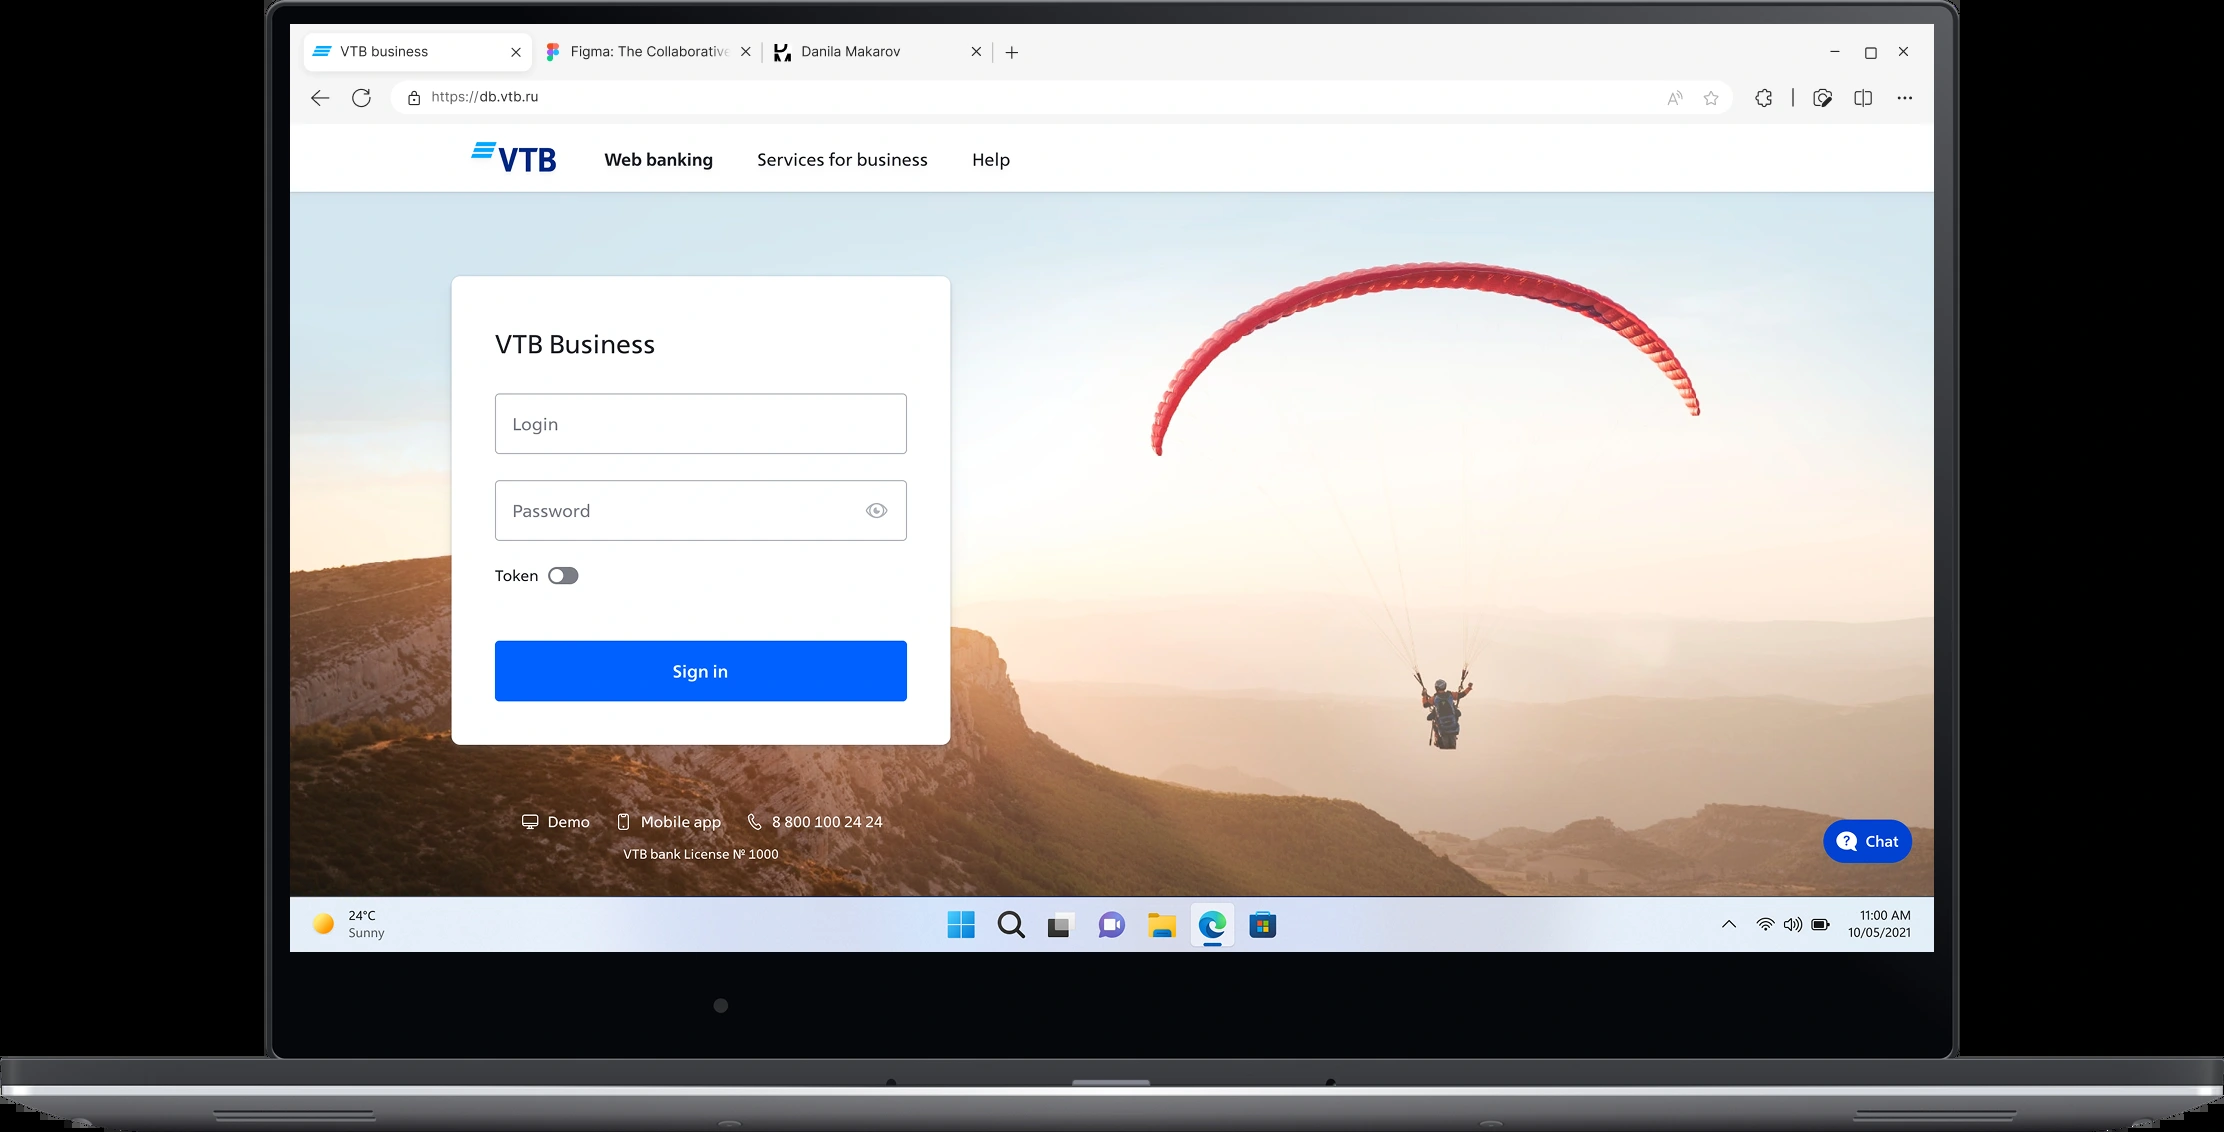 VTB business
Figma: The Collaborative
Danila Makarov
https://db.vtb.ru
VTB
Web banking
Services for business
Help
VTB Business
Login
Password
Token
Sign in
Demo
Mobile app
8 800 100 24 24
VTB bank License № 1000
Chat
24°C
Sunny
11:00 AM
10/05/2021